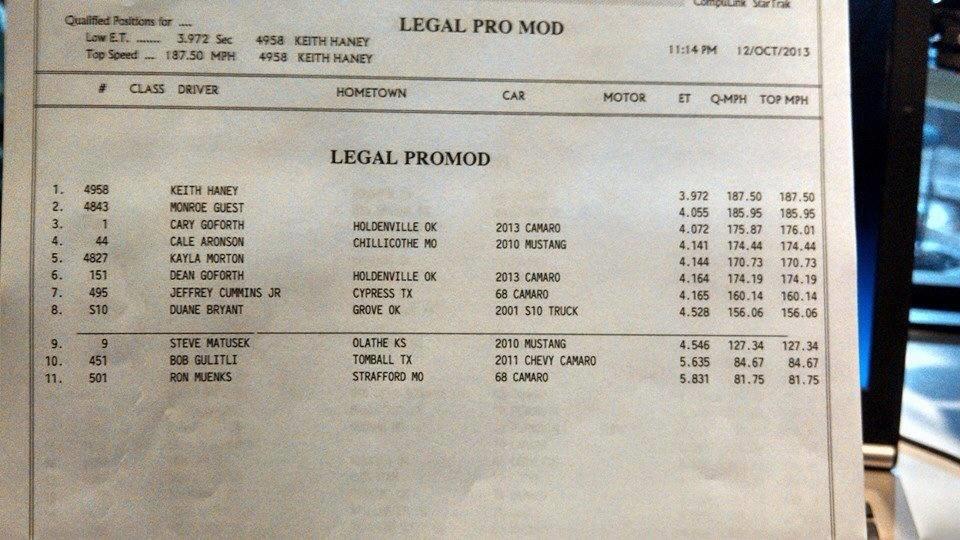 CompuLink StarTrak
Qualified Positions for ....
LEGAL PRO MOD
Low E.T. ....... 3.972 Sec 4958 KEITH HANEY
Top Speed ... 187.50 MPH 4958 KEITH HANEY
11:14 PM 12/OCT/2013
# CLASS DRIVER HOMETOWN CAR MOTOR ET Q-MPH TOP MPH
LEGAL PROMOD
1. 4958 KEITH HANEY 3.972 187.50 187.50
2. 4843 MONROE GUEST 4.055 185.95 185.95
3. 1 CARY GOFORTH HOLDENVILLE OK 2013 CAMARO 4.072 175.87 176.01
4. 44 CALE ARONSON CHILLICOTHE MO 2010 MUSTANG 4.141 174.44 174.44
5. 4827 KAYLA MORTON 4.144 170.73 170.73
6. 151 DEAN GOFORTH HOLDENVILLE OK 2013 CAMARO 4.164 174.19 174.19
7. 495 JEFFREY CUMMINS JR CYPRESS TX 68 CAMARO 4.165 160.14 160.14
8. S10 DUANE BRYANT GROVE OK 2001 S10 TRUCK 4.528 156.06 156.06
9. 9 STEVE MATUSEK OLATHE KS 2010 MUSTANG 4.546 127.34 127.34
10. 451 BOB GULITLI TOMBALL TX 2011 CHEVY CAMARO 5.635 84.67 84.67
11. 501 RON MUENKS STRAFFORD MO 68 CAMARO 5.831 81.75 81.75